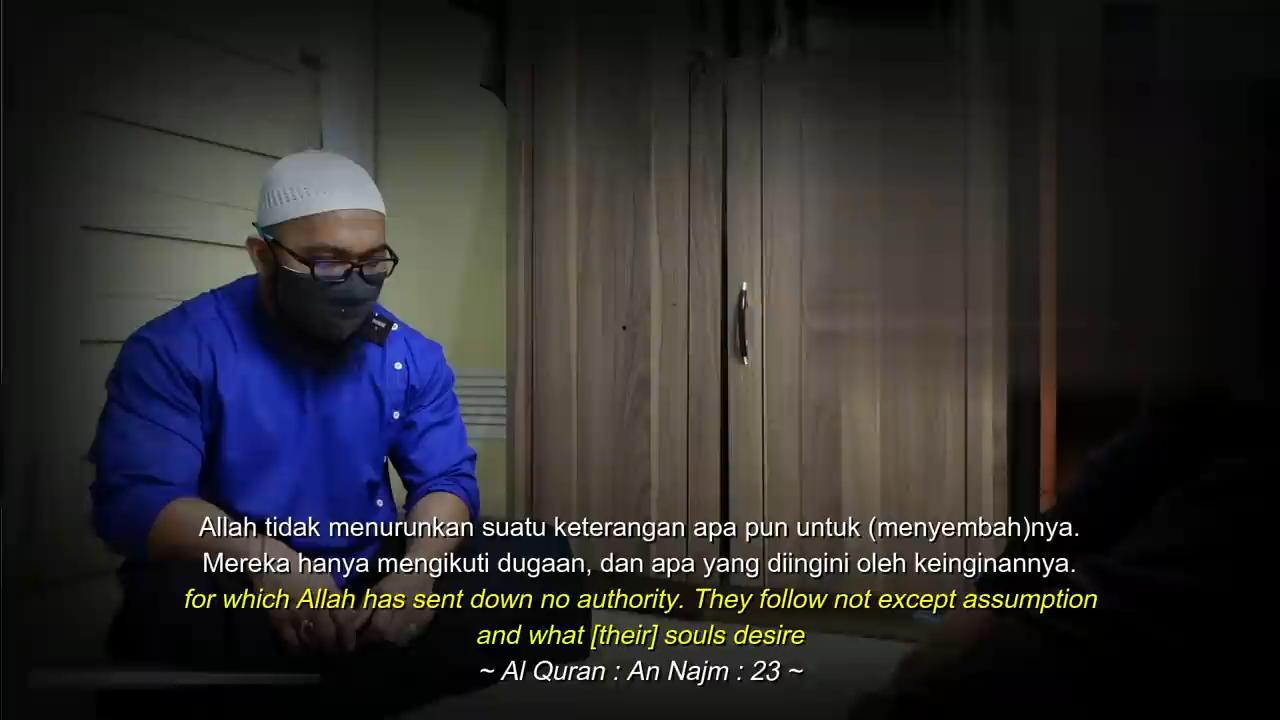 Allah tidak menurunkan suatu keterangan apa pun untuk (menyembah)nya.
Mereka hanya mengikuti dugaan, dan apa yang diingini oleh keinginannya.
for which Allah has sent down no authority. They follow not except assumption
and what [their] souls desire
~ Al Quran : An Najm : 23 ~